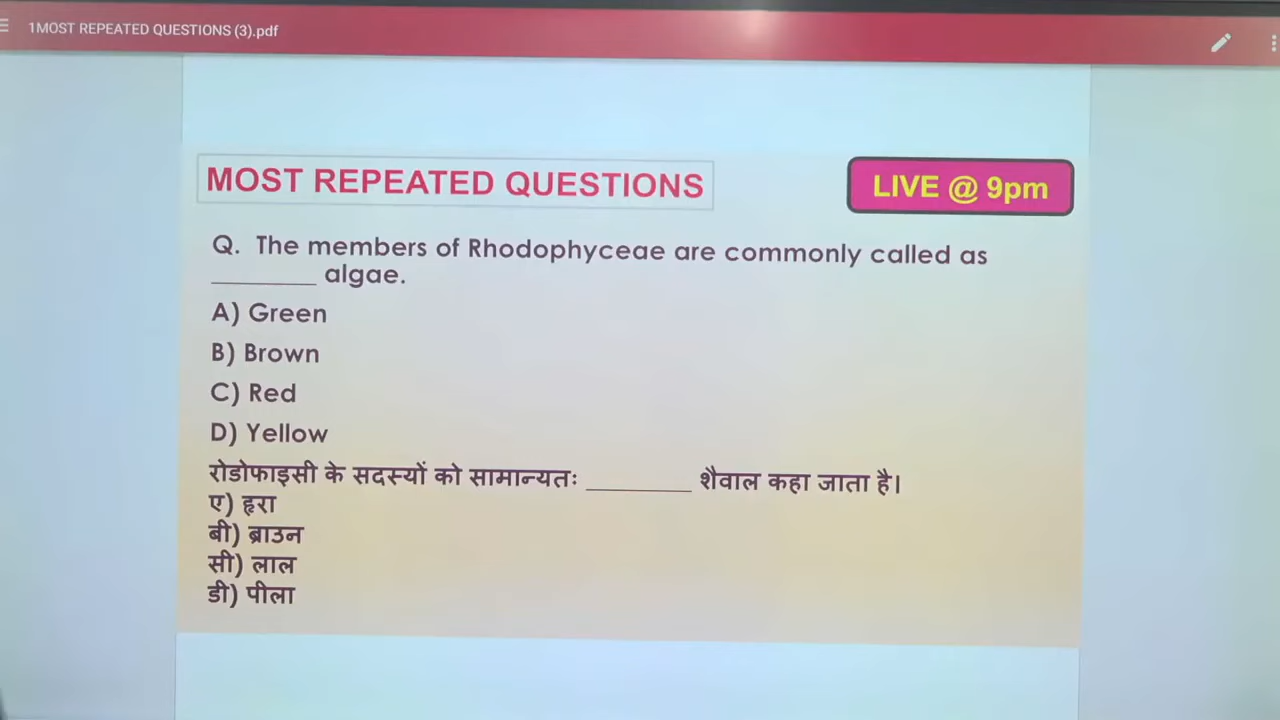 1MOST REPEATED QUESTIONS (3).pdf
MOST REPEATED QUESTIONS
LIVE @ 9pm
Q. The members of Rhodophyceae are commonly called as
________ algae.
A) Green
B) Brown
C) Red
D) Yellow
रोडोफाइसी के सदस्यों को सामान्यतः ________ शैवाल कहा जाता है।
ए) हरा
बी) ब्राउन
सी) लाल
डी) पीला